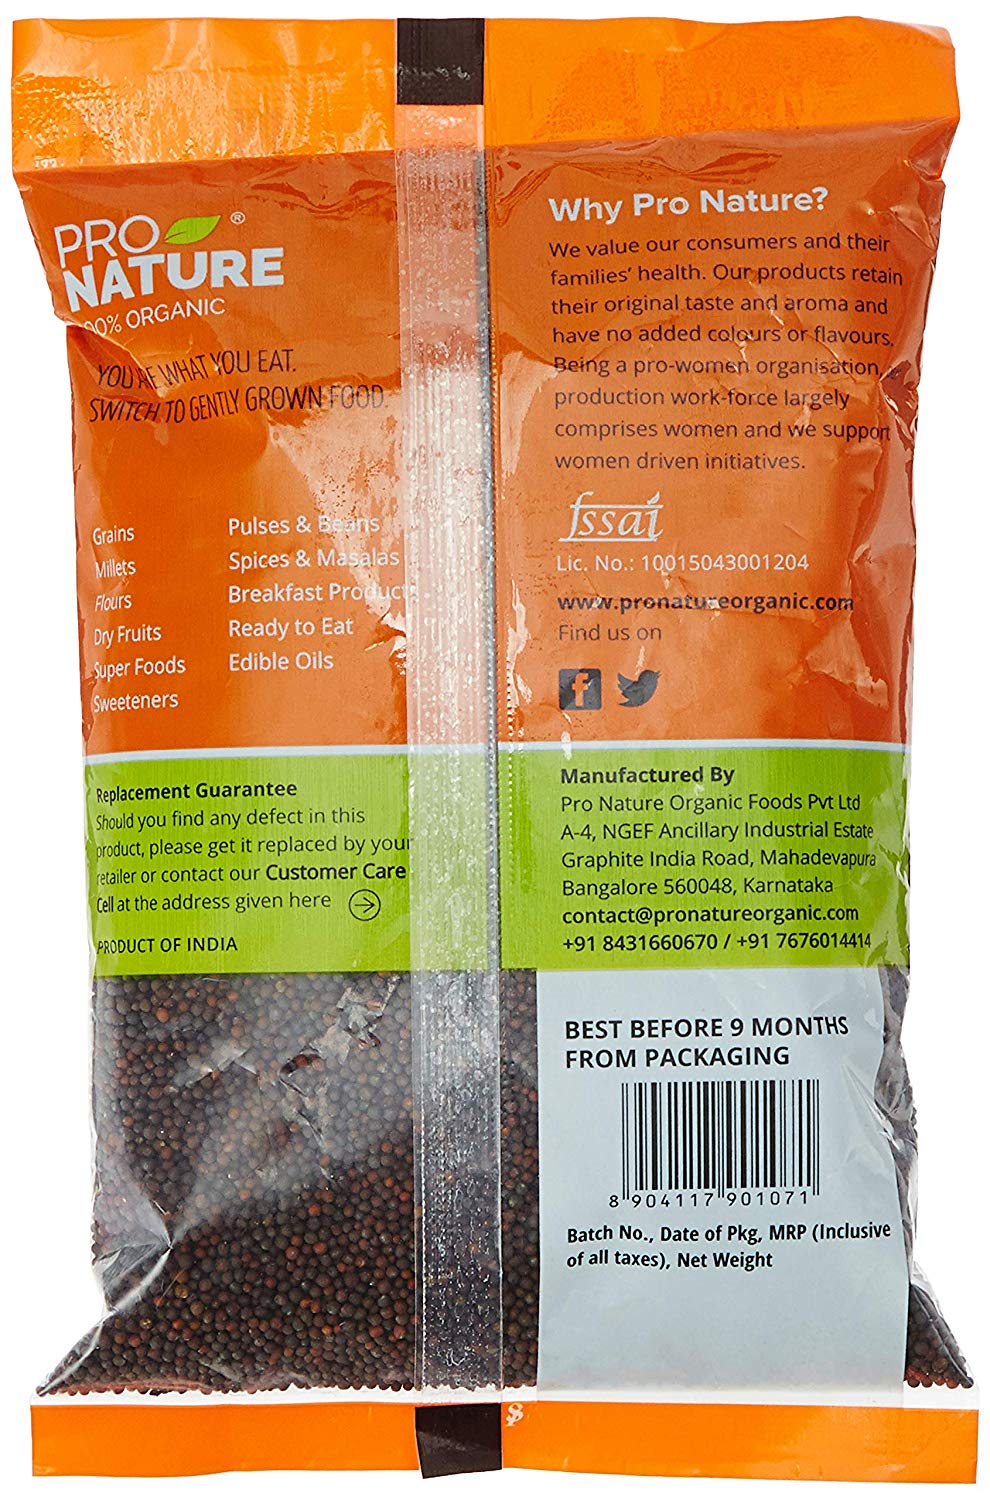 PRO
NATURE ®
100% ORGANIC
YOU ARE WHAT YOU EAT.
SWITCH TO GENTLY GROWN FOOD.
Grains
Millets
Flours
Dry Fruits
Super Foods
Sweeteners
Pulses & Beans
Spices & Masalas
Breakfast Products
Ready to Eat
Edible Oils
Why Pro Nature?
We value our consumers and their
families' health. Our products retain
their original taste and aroma and
have no added colours or flavours.
Being a pro-women organisation,
production work-force largely
comprises women and we support
women driven initiatives.
fssai
Lic. No.: 10015043001204
www.pronatureorganic.com
Find us on
Replacement Guarantee
Should you find any defect in this
product, please get it replaced by your
retailer or contact our Customer Care
Cell at the address given here
PRODUCT OF INDIA
Manufactured By
Pro Nature Organic Foods Pvt Ltd
A-4, NGEF Ancillary Industrial Estate
Graphite India Road, Mahadevapura
Bangalore 560048, Karnataka
contact@pronatureorganic.com
+91 8431660670 / +91 7676014414
BEST BEFORE 9 MONTHS
FROM PACKAGING
8 904117 901071
Batch No., Date of Pkg, MRP (Inclusive
of all taxes), Net Weight